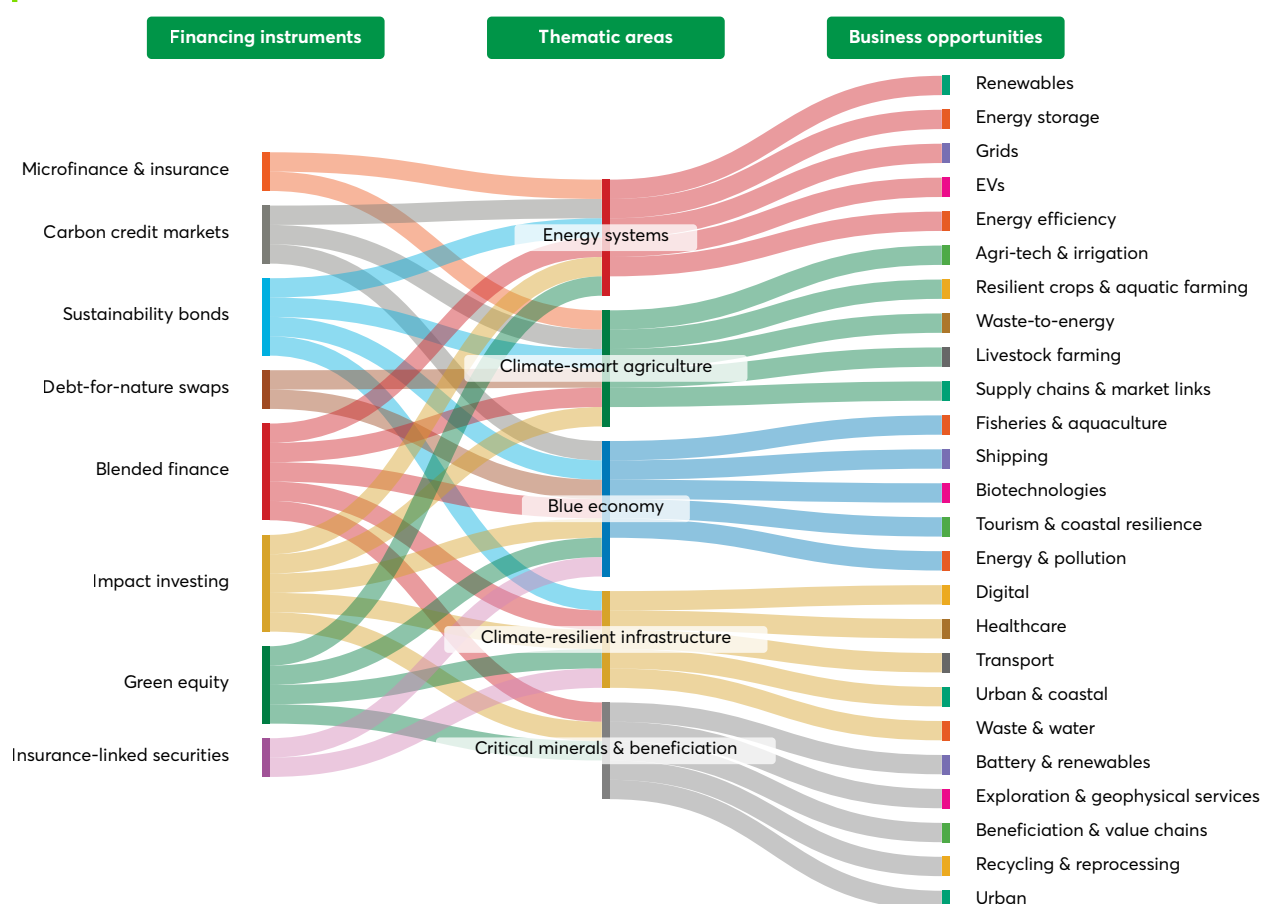 Financing instruments
Thematic areas
Business opportunities
Microfinance & insurance
Carbon credit markets
Sustainability bonds
Debt-for-nature swaps
Blended finance
Impact investing
Green equity
Insurance-linked securities
Energy systems
Climate-smart agriculture
Blue economy
Climate-resilient infrastructure
Critical minerals & beneficiation
Renewables
Energy storage
Grids
EVs
Energy efficiency
Agri-tech & irrigation
Resilient crops & aquatic farming
Waste-to-energy
Livestock farming
Supply chains & market links
Fisheries & aquaculture
Shipping
Biotechnologies
Tourism & coastal resilience
Energy & pollution
Digital
Healthcare
Transport
Urban & coastal
Waste & water
Battery & renewables
Exploration & geophysical services
Beneficiation & value chains
Recycling & reprocessing
Urban